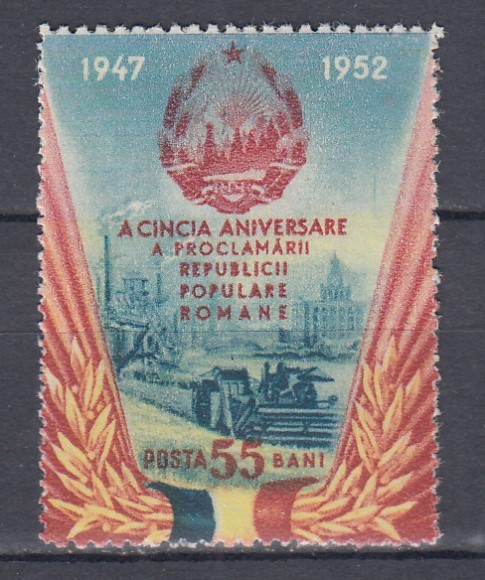 1947 1952
A CINCIA ANIVERSARE
A PROCLAMĂRII
REPUBLICII
POPULARE
ROMANE
POSTA 55 BANI